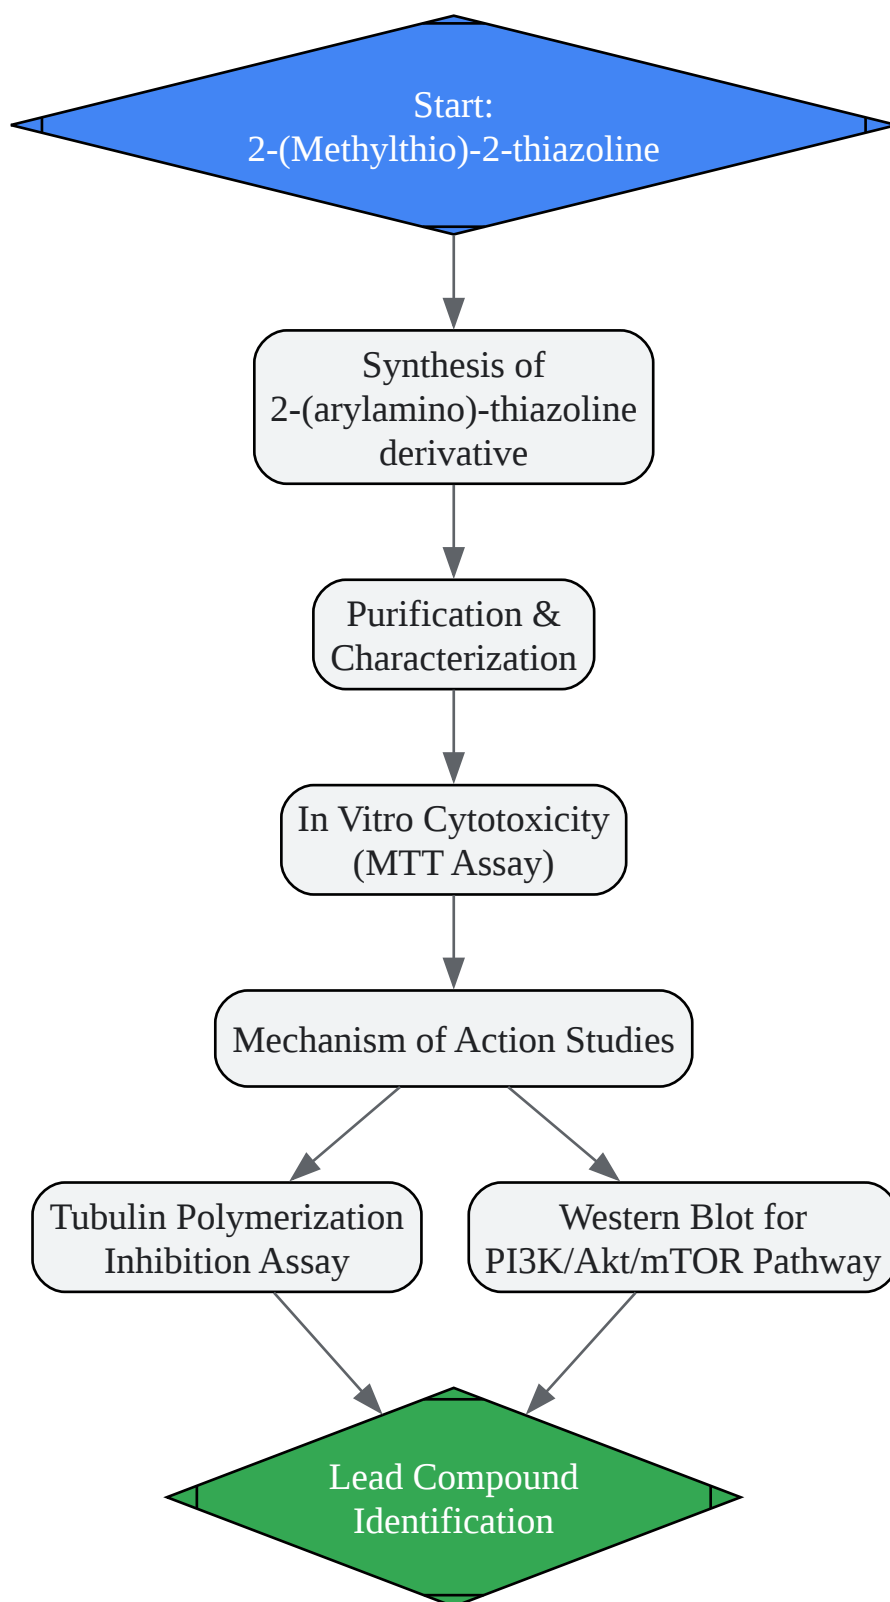 Start:
2-(Methylthio)-2-thiazoline
Synthesis of
2-(arylamino)-thiazoline
derivative
Purification &
Characterization
In Vitro Cytotoxicity
(MTT Assay)
Mechanism of Action Studies
Tubulin Polymerization
Inhibition Assay
Western Blot for
PI3K/Akt/mTOR Pathway
Lead Compound
Identification